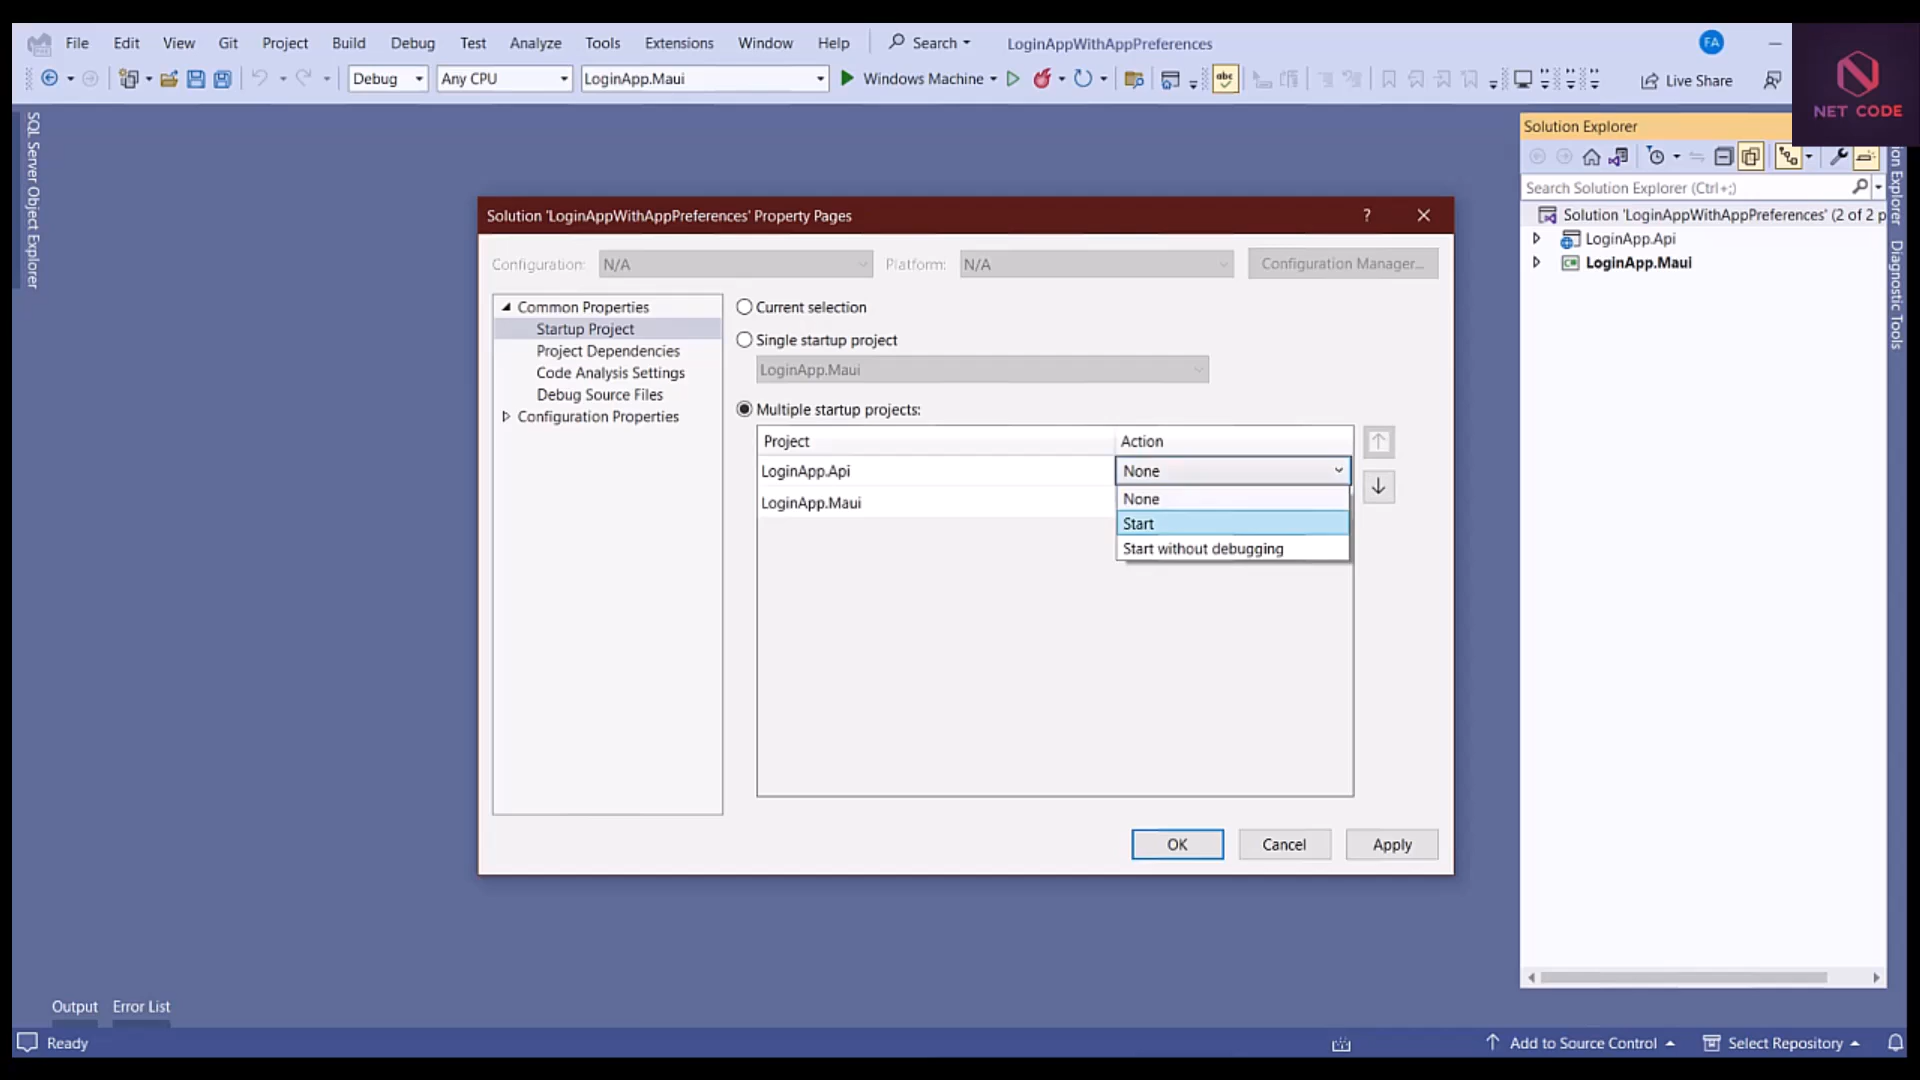 File Edit View Git Project Build Debug Test Analyze Tools Extensions Window Help Search LoginAppWithAppPreferences FA
Debug Any CPU LoginApp.Maui Windows Machine abc Live Share
NET CODE
SQL Server Object Explorer
Solution Explorer
Search Solution Explorer (Ctrl+;)
Solution 'LoginAppWithAppPreferences' (2 of 2 p
LoginApp.Api
LoginApp.Maui
ion Explorer
Diagnostic Tools
Solution 'LoginAppWithAppPreferences' Property Pages ?
Configuration: N/A Platform: N/A Configuration Manager...
Common Properties
Startup Project
Project Dependencies
Code Analysis Settings
Debug Source Files
Configuration Properties
Current selection
Single startup project
LoginApp.Maui
Multiple startup projects:
Project Action
LoginApp.Api None
LoginApp.Maui
None
Start
Start without debugging
OK Cancel Apply
Output Error List
Ready Add to Source Control Select Repository